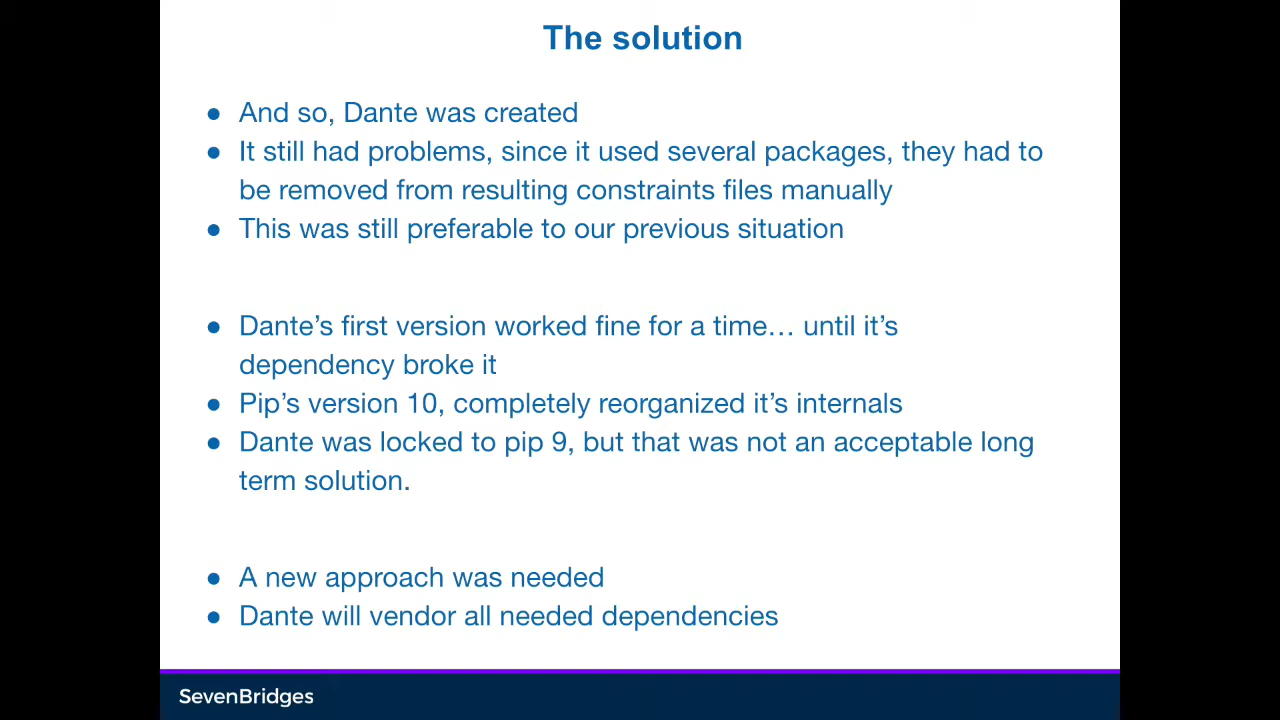 The solution
● And so, Dante was created
● It still had problems, since it used several packages, they had to
be removed from resulting constraints files manually
● This was still preferable to our previous situation
● Dante’s first version worked fine for a time… until it’s
dependency broke it
● Pip’s version 10, completely reorganized it’s internals
● Dante was locked to pip 9, but that was not an acceptable long
term solution.
● A new approach was needed
● Dante will vendor all needed dependencies
SevenBridges